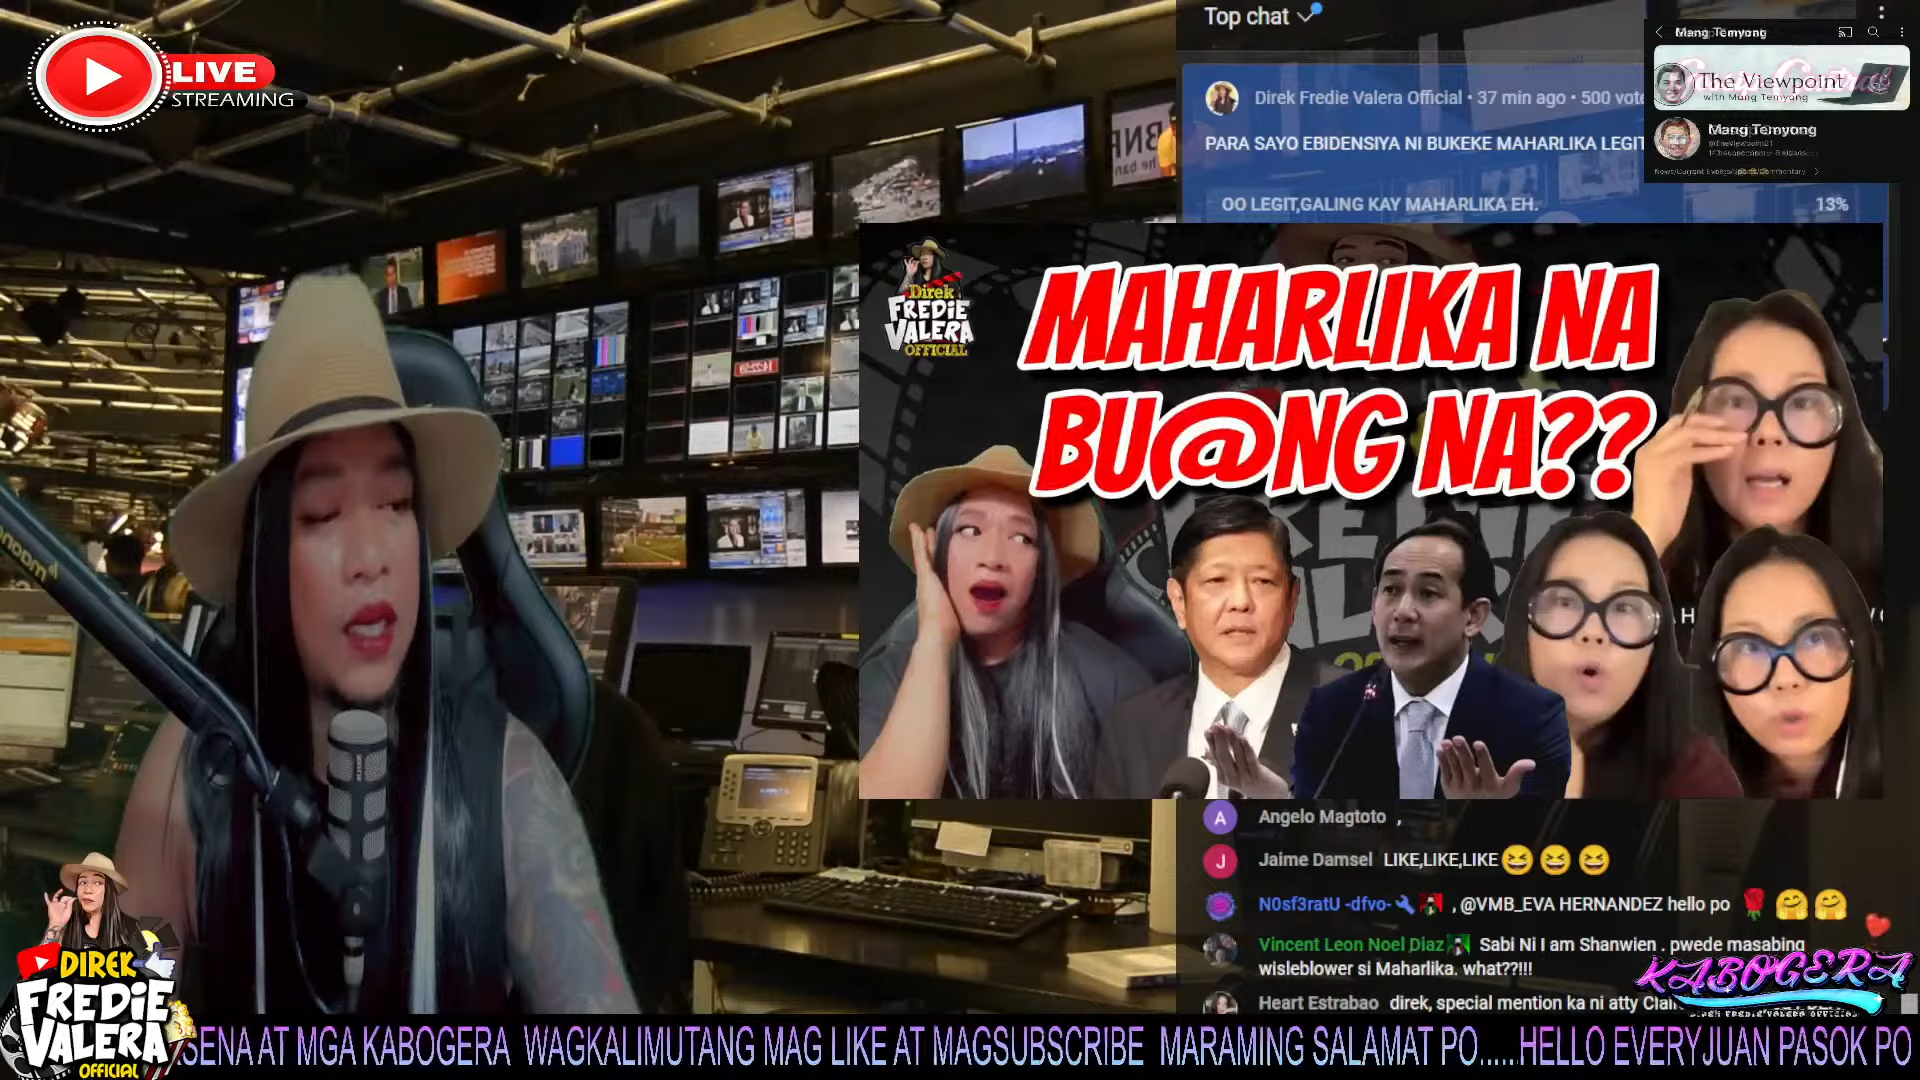 LIVE
STREAMING
Top chat
Direk Fredie Valera Official • 37 min ago • 500 vote
PARA SAYO EBIDENSIYA NI BUKEKE MAHARLIKA LEGIT
OO LEGIT,GALING KAY MAHARLIKA EH.
13%
Mang Temyong
The Viewpoint
with Mang Temyong
Mang Temyong
Direk
FREDIE
VALERA
OFFICIAL
MAHARLIKA NA
BU@NG NA??
A Angelo Magtoto ,
J Jaime Damsel LIKE,LIKE,LIKE😆 😆 😆
N0sf3ratU -dfvo- , @VMB_EVA HERNANDEZ hello po 🌹 🤗 🤗
Vincent Leon Noel Diaz Sabi Ni I am Shanwien . pwede masabing
wisleblower si Maharlika. what??!!!
Heart Estrabao direk, special mention ka ni atty
KABOGERA
DIREK FREDIE VALERA OFFICIAL
DIREK
FREDIE
VALERA
OFFICIAL
SENA AT MGA KABOGERA WAGKALIMUTANG MAG LIKE AT MAGSUBSCRIBE MARAMING SALAMAT PO......HELLO EVERYJUAN PASOK PO